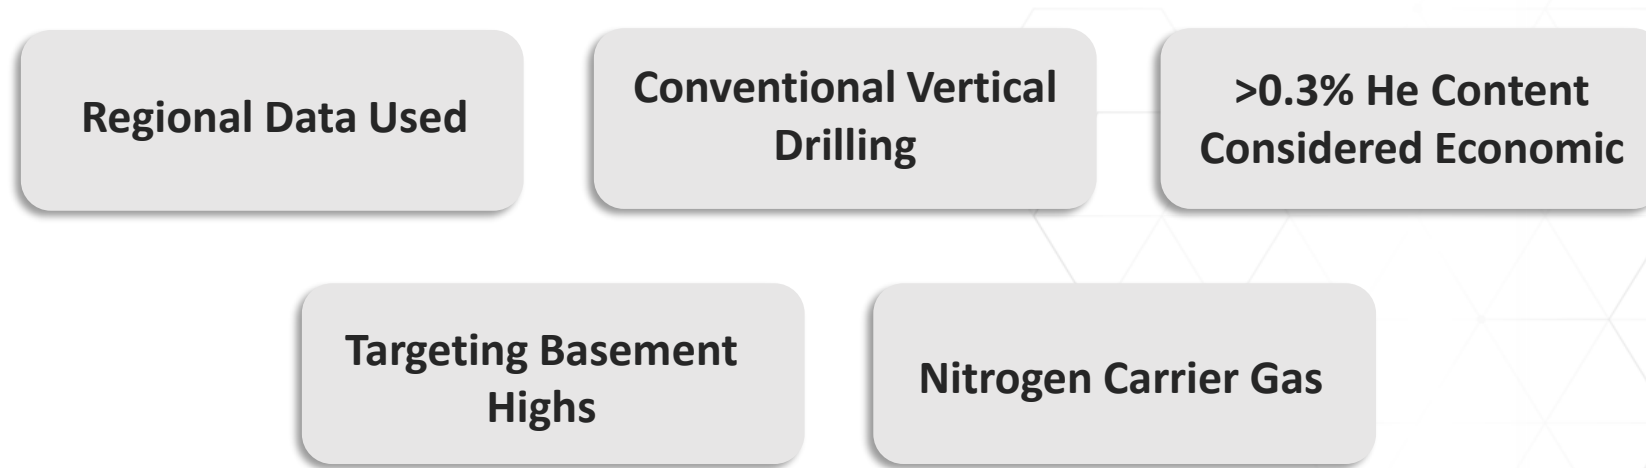 Regional Data Used
Conventional Vertical
Drilling
>0.3% He Content
Considered Economic
Targeting Basement
Highs
Nitrogen Carrier Gas